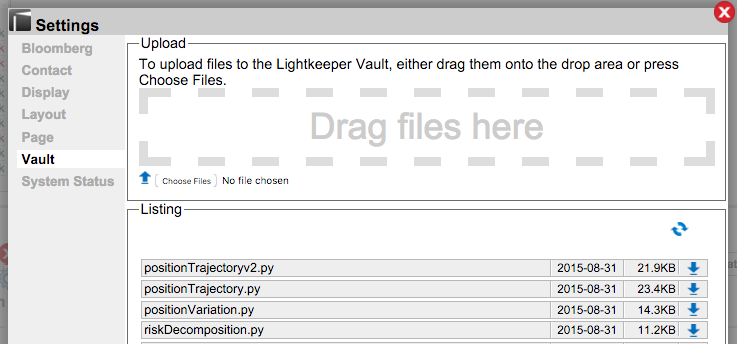 Settings
Bloomberg
Contact
Display
Layout
Page
Vault
System Status
Upload
To upload files to the Lightkeeper Vault, either drag them onto the drop area or press
Choose Files.
Drag files here
Choose Files No file chosen
Listing
positionTrajectoryv2.py 2015-08-31 21.9KB
positionTrajectory.py 2015-08-31 23.4KB
positionVariation.py 2015-08-31 14.3KB
riskDecomposition.py 2015-08-31 11.2KB